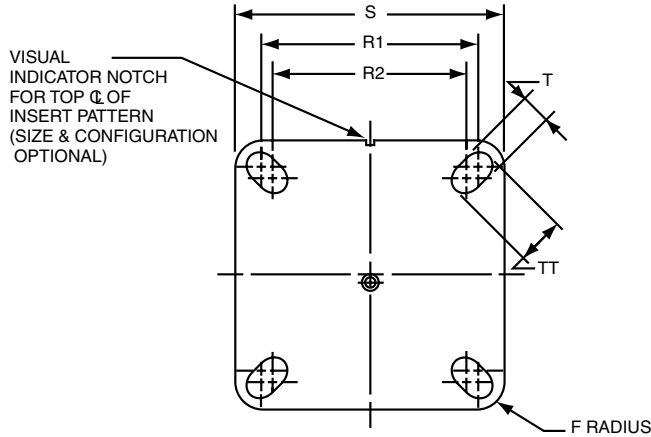 S
R1
R2
T
VISUAL
INDICATOR NOTCH
FOR TOP ℄ OF
INSERT PATTERN
(SIZE & CONFIGURATION
OPTIONAL)
TT
F RADIUS